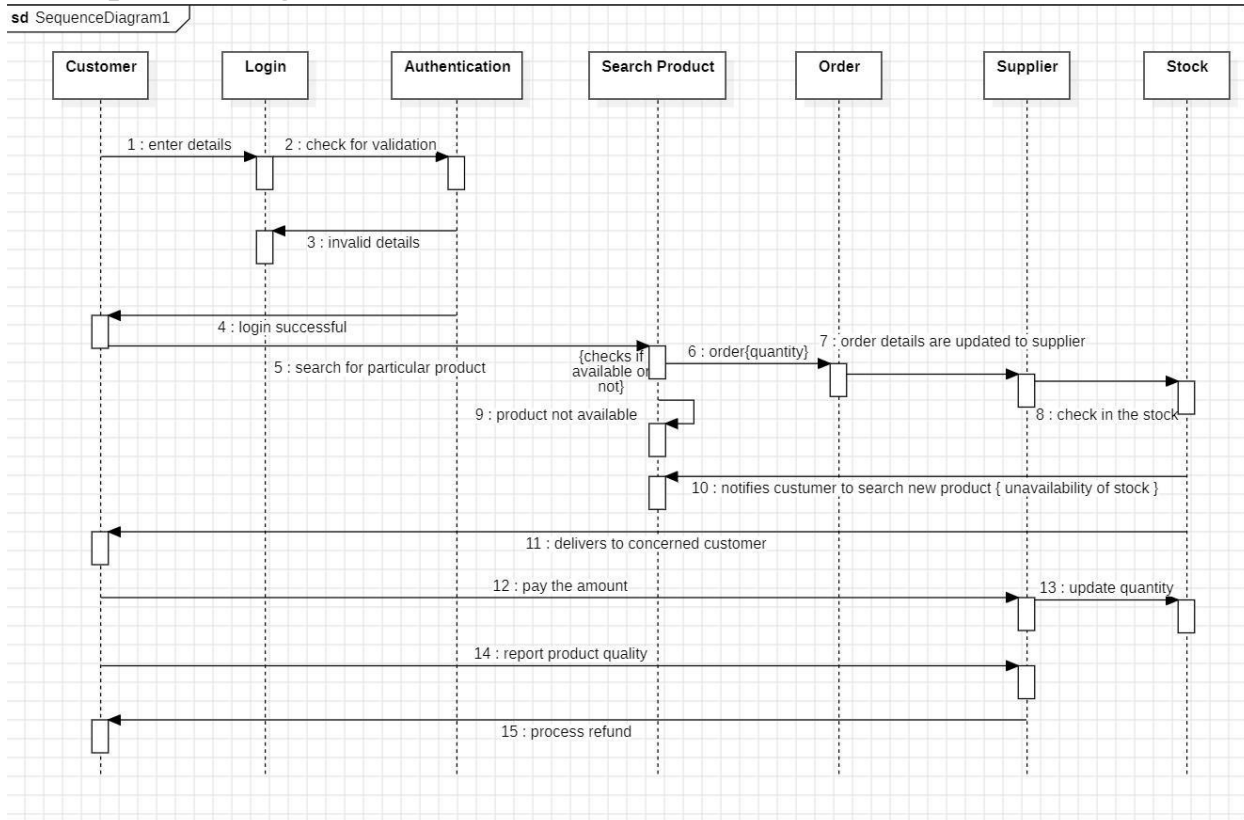 sd SequenceDiagram1
Customer
Login
Authentication
Search Product
Order
Supplier
Stock
1 : enter details
2 : check for validation
3 : invalid details
4 : login successful
5 : search for particular product
{checks if
available or
not}
6 : order{quantity}
7 : order details are updated to supplier
8 : check in the stock
9 : product not available
10 : notifies custumer to search new product { unavailability of stock }
11 : delivers to concerned customer
12 : pay the amount
13 : update quantity
14 : report product quality
15 : process refund